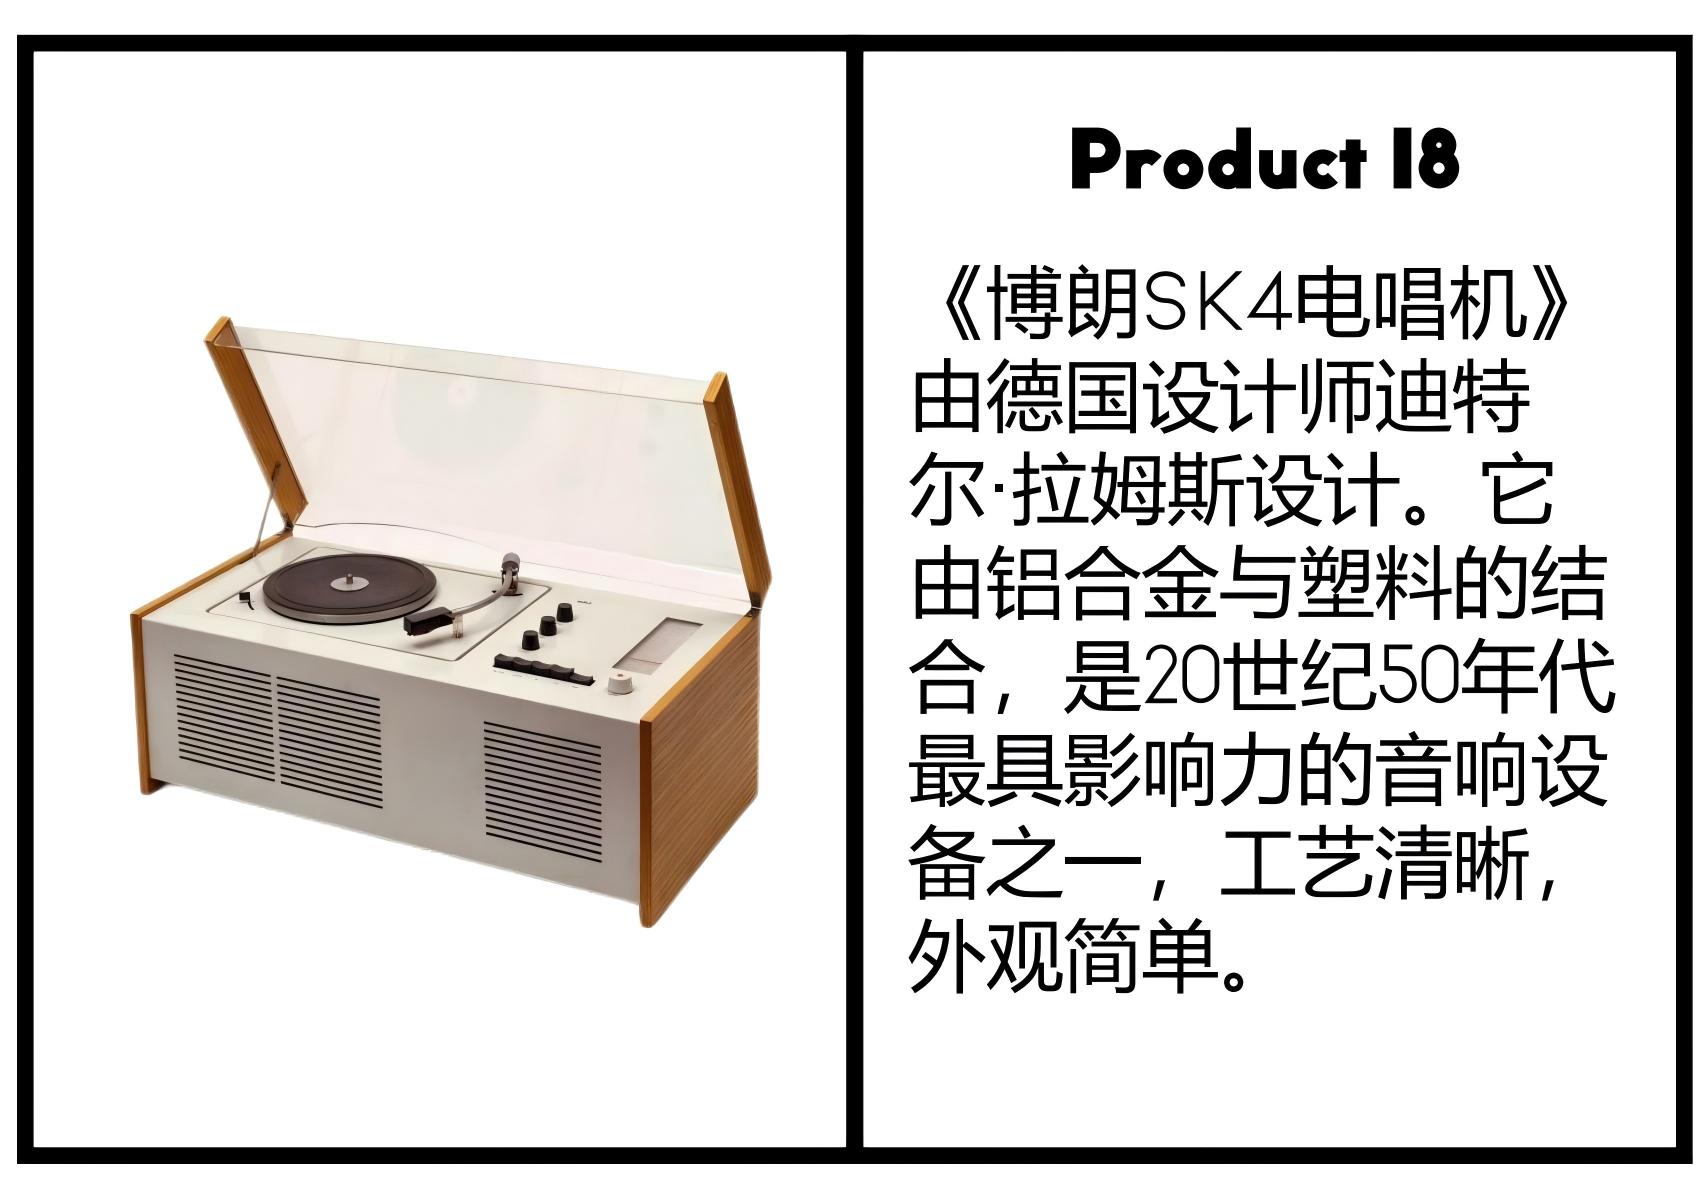 Product 18
《博朗SK4电唱机》
由德国设计师迪特
尔·拉姆斯设计。它
由铝合金与塑料的结
合，是20世纪50年代
最具影响力的音响设
备之一，工艺清晰，
外观简单。